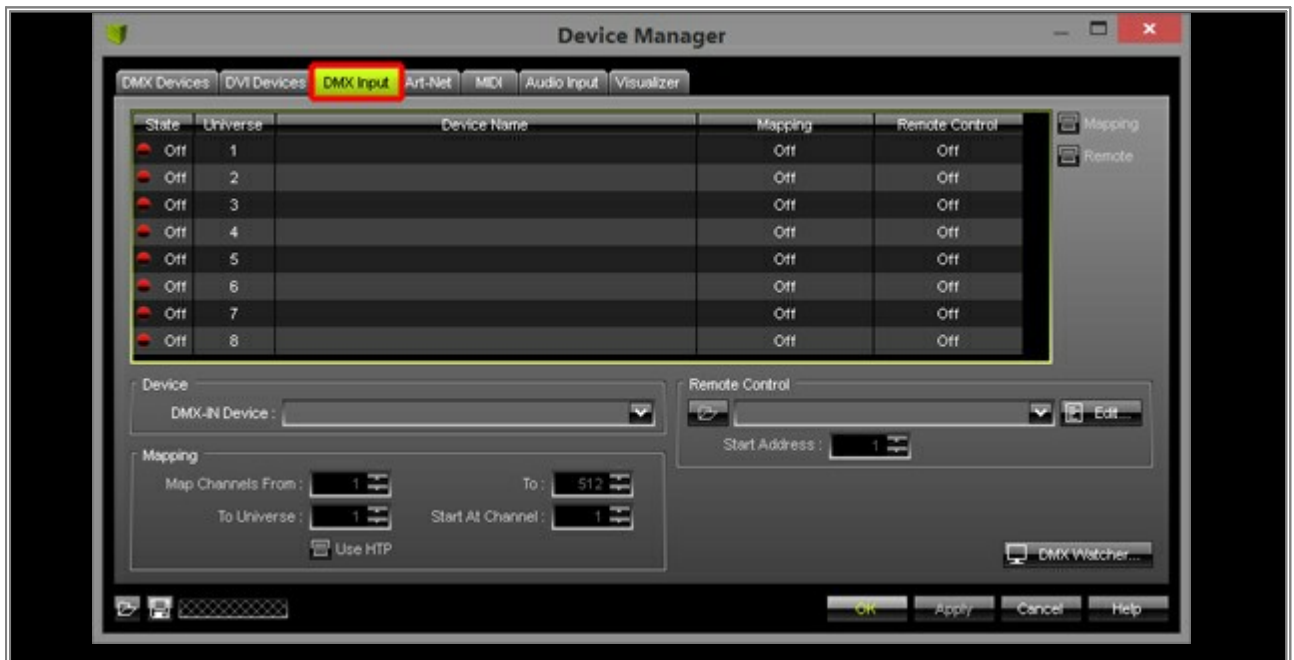 Device Manager
DMX Devices DVI Devices DMX Input Art-Net MIDI Audio Input Visualizer
State Universe Device Name Mapping Remote Control
Mapping
Off 1 Off Off
Remote
Off 2 Off Off
Off 3 Off Off
Off 4 Off Off
Off 5 Off Off
Off 6 Off Off
Off 7 Off Off
Off 8 Off Off
Device
DMX-IN Device :
Remote Control
Edit...
Start Address : 1
Mapping
Map Channels From : 1 To : 512
To Universe : 1 Start At Channel : 1
Use HTP
DMX Watcher...
OK Apply Cancel Help